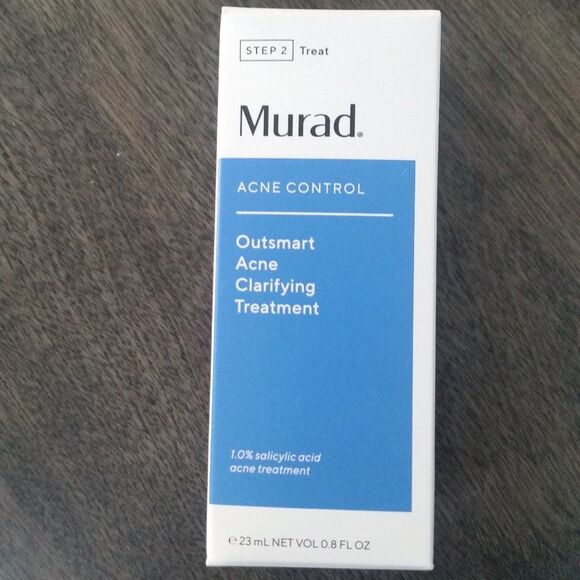 STEP 2 Treat
Murad®
ACNE CONTROL
Outsmart
Acne
Clarifying
Treatment
1.0% salicylic acid
acne treatment
℮ 23 mL NET VOL 0.8 FL OZ